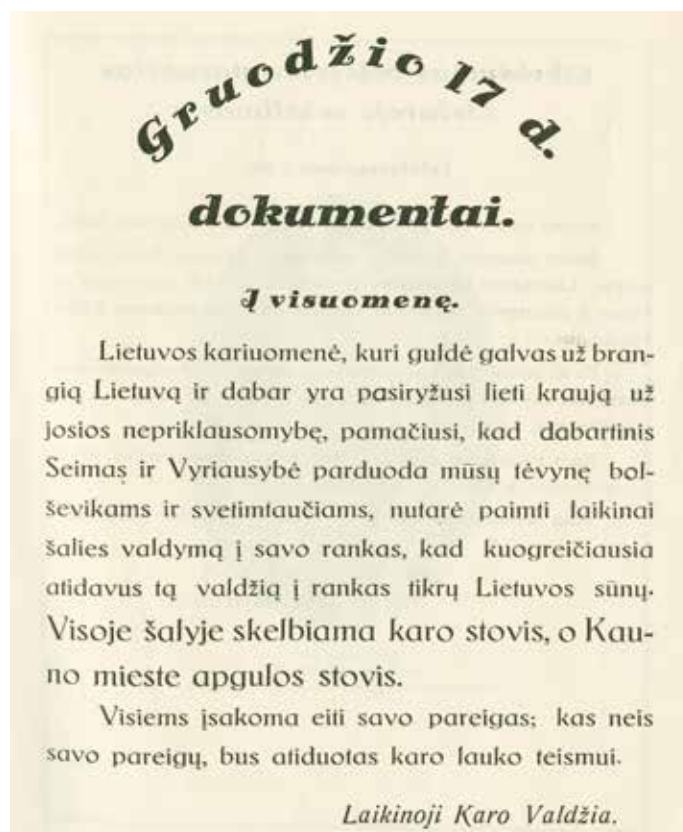 Gruodžio 17 d.
dokumentai.
Į visuomenę.
Lietuvos kariuomenė, kuri guldė galvas už bran-
gią Lietuvą ir dabar yra pasiryžusi lieti kraują už
josios nepriklausomybę, pamačiusi, kad dabartinis
Seimas ir Vyriausybė parduoda mūsų tėvynę bol-
ševikams ir svetimtaučiams, nutarė paimti laikinai
šalies valdymą į savo rankas, kad kuogreičiausia
atidavus tą valdžią į rankas tikrų Lietuvos sūnų.
Visoje šalyje skelbiama karo stovis, o Kau-
no mieste apgulos stovis.
Visiems įsakoma eiti savo pareigas; kas neis
savo pareigų, bus atiduotas karo lauko teismui.
Laikinoji Karo Valdžia.